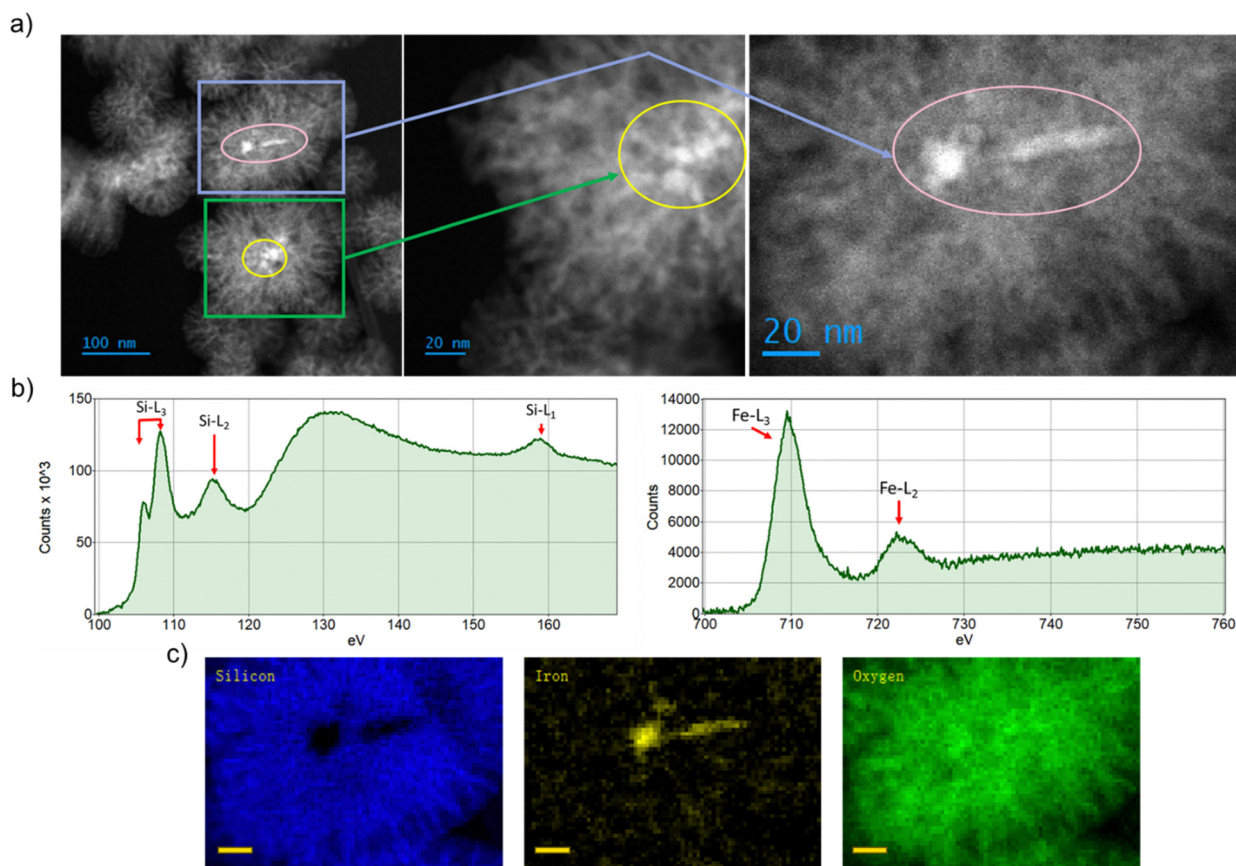 a)
100 nm
20 nm
20 nm
b)
Si-L3
Si-L2
Si-L1
150
100
50
0
Counts x 10^3
100 110 120 130 140 150 160
eV
Fe-L3
Fe-L2
14000
12000
10000
8000
6000
4000
2000
0
Counts
700 710 720 730 740 750 760
eV
c)
Silicon
Iron
Oxygen